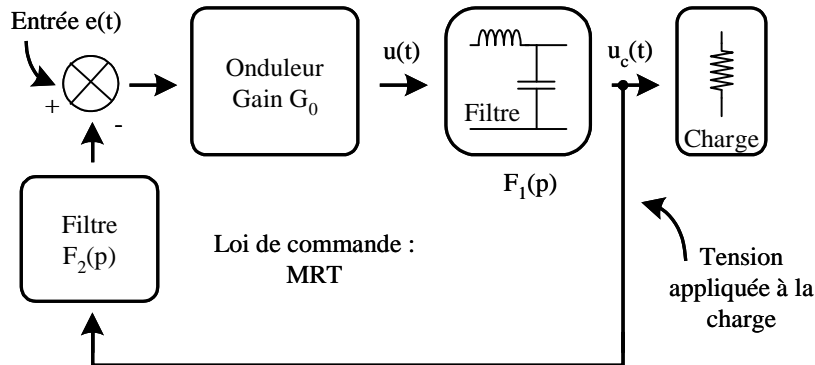 Entrée e(t)
+
-
Onduleur
Gain G0
u(t)
Filtre
F1(p)
uc(t)
Charge
Filtre
F2(p)
Loi de commande :
MRT
Tension
appliquée à la
charge